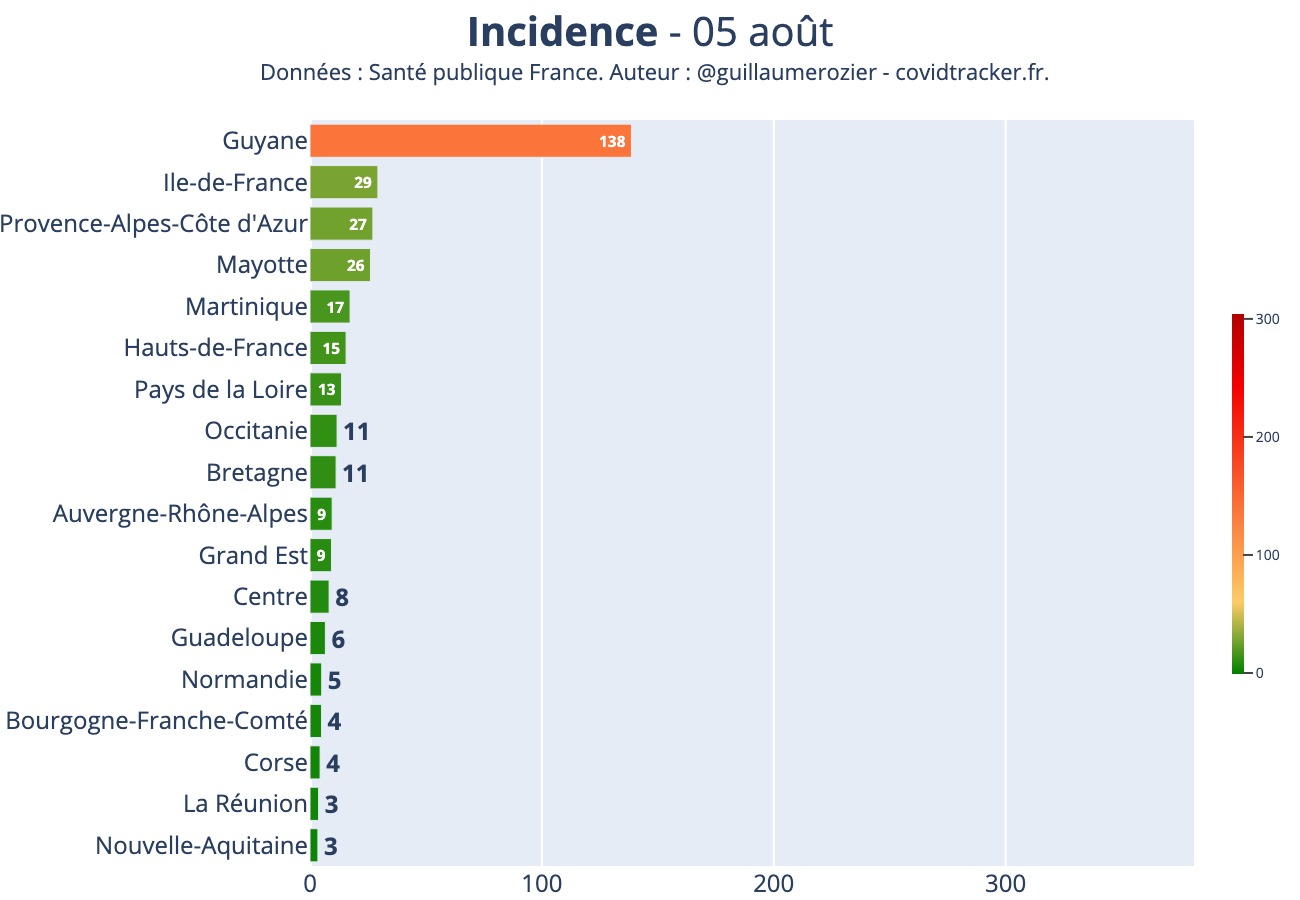 Incidence - 05 août
Données : Santé publique France. Auteur : @guillaumerozier - covidtracker.fr.
Guyane 138
Ile-de-France 29
Provence-Alpes-Côte d'Azur 27
Mayotte 26
Martinique 17
Hauts-de-France 15
Pays de la Loire 13
Occitanie 11
Bretagne 11
Auvergne-Rhône-Alpes 9
Grand Est 9
Centre 8
Guadeloupe 6
Normandie 5
Bourgogne-Franche-Comté 4
Corse 4
La Réunion 3
Nouvelle-Aquitaine 3
0 100 200 300
300
200
100
0